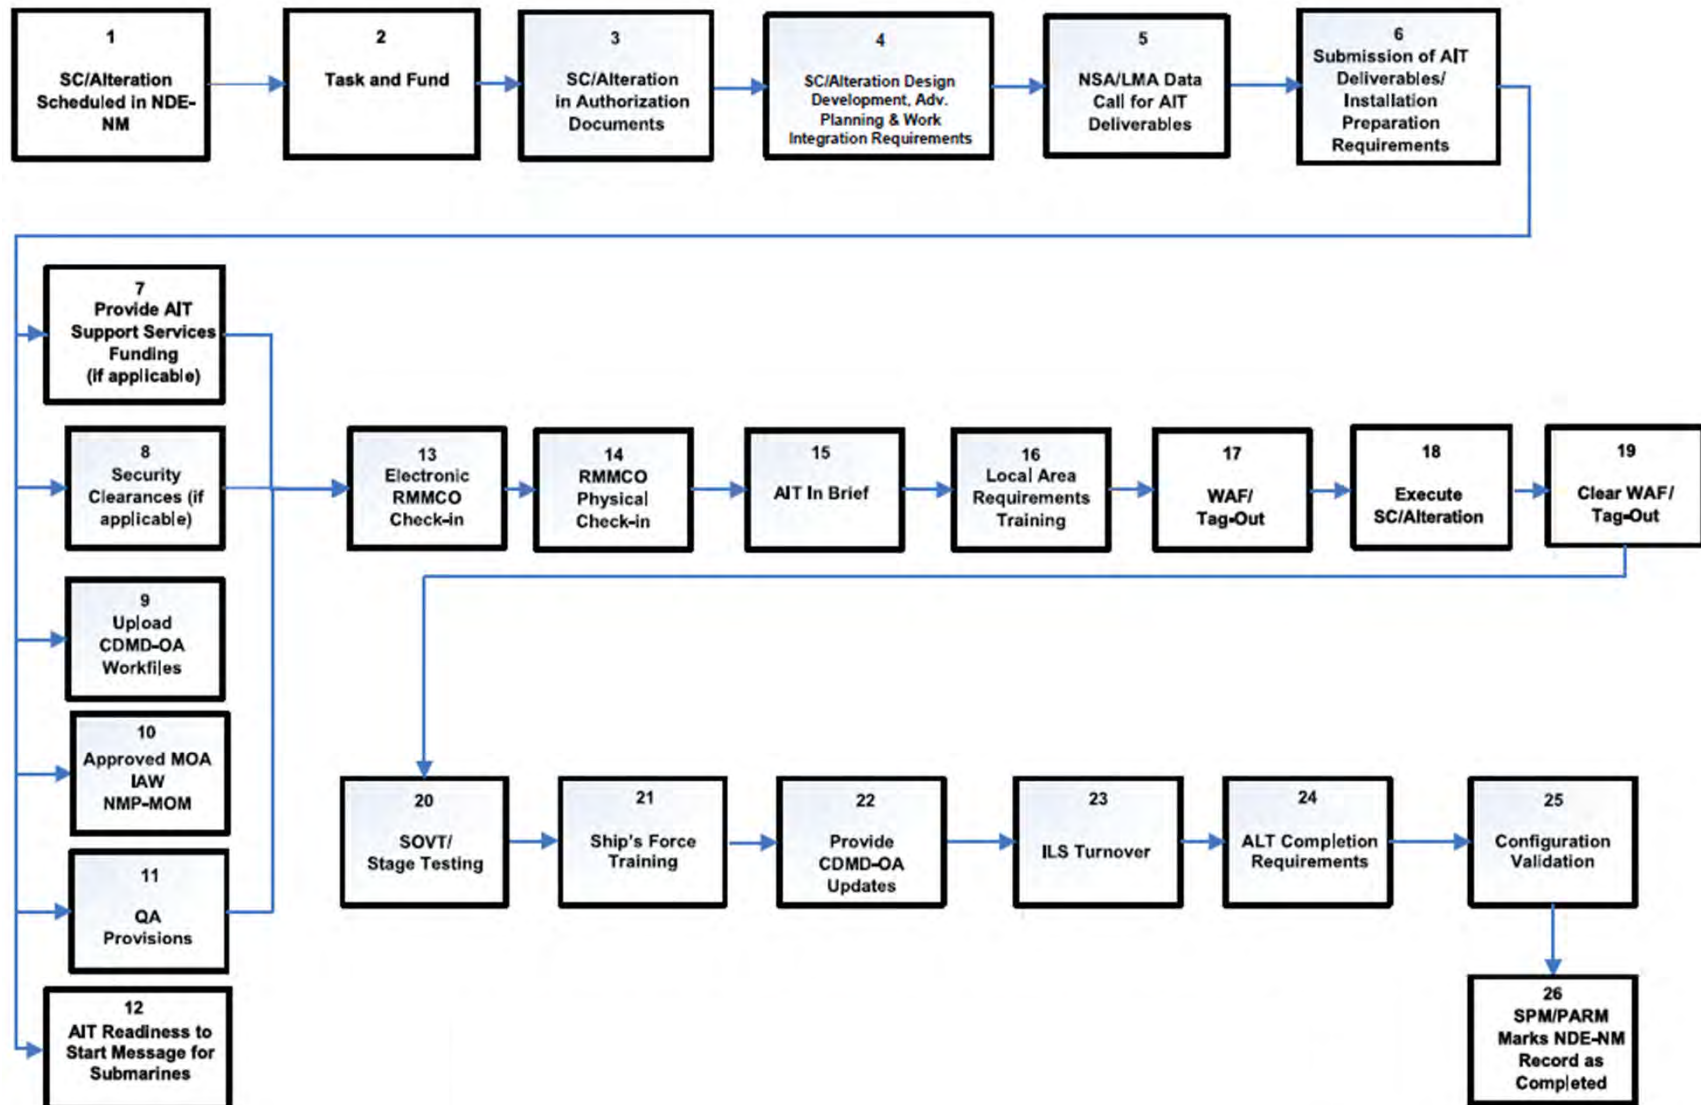 1
SC/Alteration
Scheduled in NDE-
NM
2
Task and Fund
3
SC/Alteration
in Authorization
Documents
4
SC/Alteration Design
Development, Adv.
Planning & Work
Integration Requirements
5
NSA/LMA Data
Call for AIT
Deliverables
6
Submission of AIT
Deliverables/
Installation
Preparation
Requirements
7
Provide AIT
Support Services
Funding
(if applicable)
8
Security
Clearances (if
applicable)
9
Upload
CDMD-OA
Workfiles
10
Approved MOA
IAW
NMP-MOM
11
QA
Provisions
12
AIT Readiness to
Start Message for
Submarines
13
Electronic
RMMCO
Check-in
14
RMMCO
Physical
Check-in
15
AIT In Brief
16
Local Area
Requirements
Training
17
WAF/
Tag-Out
18
Execute
SC/Alteration
19
Clear WAF/
Tag-Out
20
SOVT/
Stage Testing
21
Ship's Force
Training
22
Provide
CDMD-OA
Updates
23
ILS Turnover
24
ALT Completion
Requirements
25
Configuration
Validation
26
SPM/PARM
Marks NDE-NM
Record as
Completed